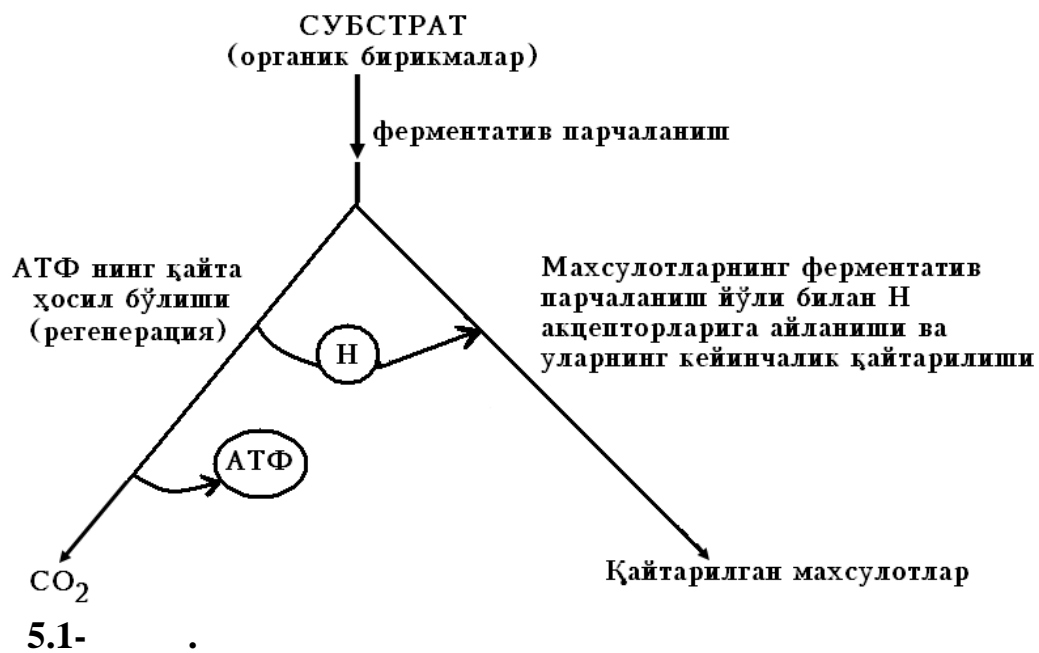 СУБСТРАТ
(органик бирикмалар)
ферментатив парчаланиш
АТФ нинг қайта
ҳосил бўлиши
(регенерация)
Махсулотларнинг ферментатив
парчаланиш йўли билан Н
акцепторларига айланиши ва
уларнинг кейинчалик қайтарилиши
Н
АТФ
CO2
Қайтарилган махсулотлар
5.1- .